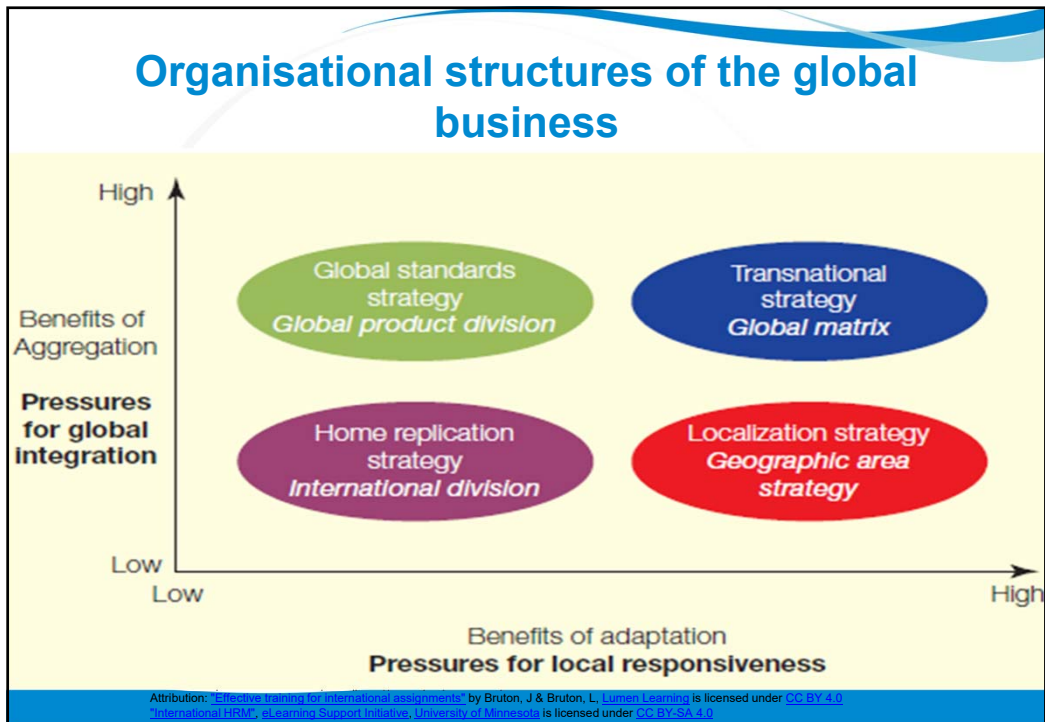 Organisational structures of the global
business
High
Global standards
strategy
Global product division
Transnational
strategy
Global matrix
Benefits of
Aggregation
Pressures
for global
integration
Home replication
strategy
International division
Localization strategy
Geographic area
strategy
Low
Low
High
Benefits of adaptation
Pressures for local responsiveness
Attribution: "Effective training for international assignments" by Bruton, J & Bruton, L, Lumen Learning is licensed under CC BY 4.0
"International HRM", eLearning Support Initiative, University of Minnesota is licensed under CC BY-SA 4.0